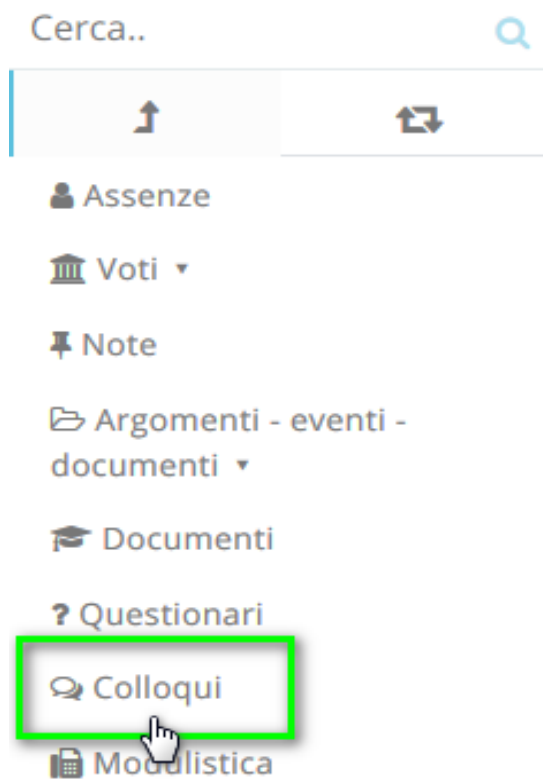 Cerca..
Assenze
Voti
Note
Argomenti - eventi -
documenti
Documenti
? Questionari
Colloqui
Modulistica